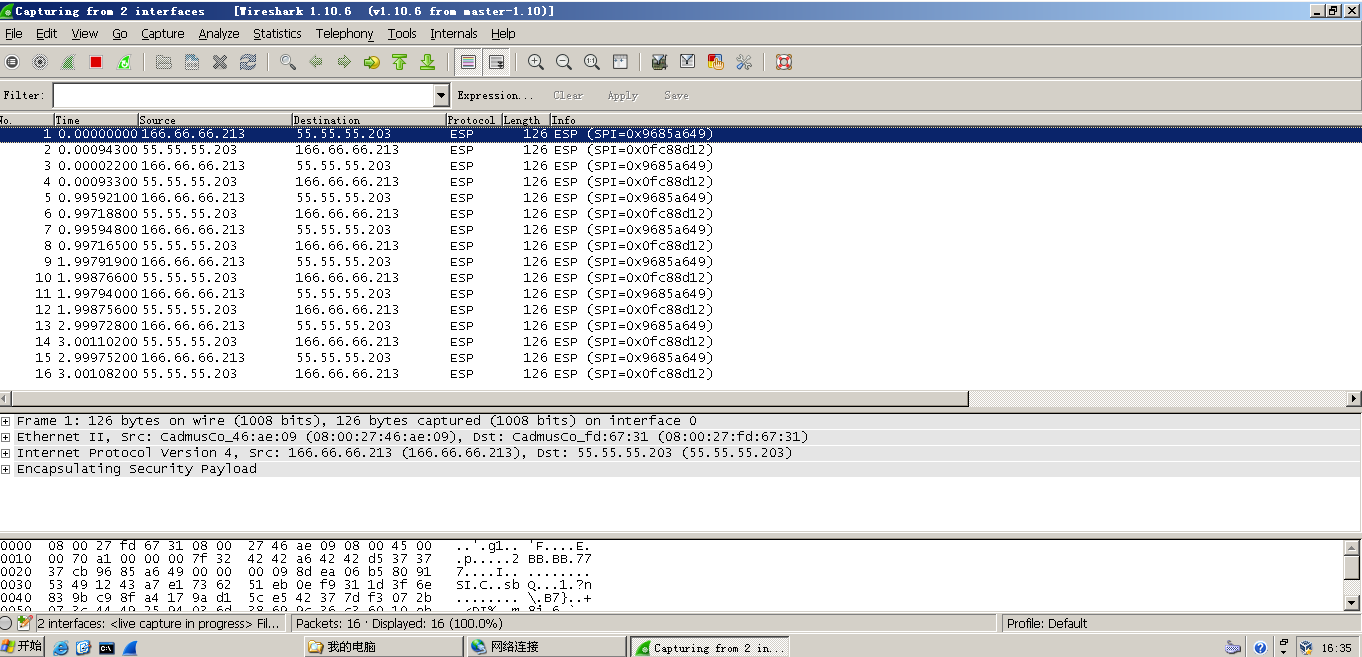 Capturing from 2 interfaces [Wireshark 1.10.6 (v1.10.6 from master-1.10)]
File Edit View Go Capture Analyze Statistics Telephony Tools Internals Help
Filter: Expression... Clear Apply Save
No. Time Source Destination Protocol Length Info
1 0.00000000 166.66.66.213 55.55.55.203 ESP 126 ESP (SPI=0x9685a649)
2 0.00094300 55.55.55.203 166.66.66.213 ESP 126 ESP (SPI=0x0fc88d12)
3 0.00002200 166.66.66.213 55.55.55.203 ESP 126 ESP (SPI=0x9685a649)
4 0.00093300 55.55.55.203 166.66.66.213 ESP 126 ESP (SPI=0x0fc88d12)
5 0.99592100 166.66.66.213 55.55.55.203 ESP 126 ESP (SPI=0x9685a649)
6 0.99718800 55.55.55.203 166.66.66.213 ESP 126 ESP (SPI=0x0fc88d12)
7 0.99594800 166.66.66.213 55.55.55.203 ESP 126 ESP (SPI=0x9685a649)
8 0.99716500 55.55.55.203 166.66.66.213 ESP 126 ESP (SPI=0x0fc88d12)
9 1.99791900 166.66.66.213 55.55.55.203 ESP 126 ESP (SPI=0x9685a649)
10 1.99876600 55.55.55.203 166.66.66.213 ESP 126 ESP (SPI=0x0fc88d12)
11 1.99794000 166.66.66.213 55.55.55.203 ESP 126 ESP (SPI=0x9685a649)
12 1.99875600 55.55.55.203 166.66.66.213 ESP 126 ESP (SPI=0x0fc88d12)
13 2.99972800 166.66.66.213 55.55.55.203 ESP 126 ESP (SPI=0x9685a649)
14 3.00110200 55.55.55.203 166.66.66.213 ESP 126 ESP (SPI=0x0fc88d12)
15 2.99975200 166.66.66.213 55.55.55.203 ESP 126 ESP (SPI=0x9685a649)
16 3.00108200 55.55.55.203 166.66.66.213 ESP 126 ESP (SPI=0x0fc88d12)
Frame 1: 126 bytes on wire (1008 bits), 126 bytes captured (1008 bits) on interface 0
Ethernet II, Src: CadmusCo_46:ae:09 (08:00:27:46:ae:09), Dst: CadmusCo_fd:67:31 (08:00:27:fd:67:31)
Internet Protocol Version 4, Src: 166.66.66.213 (166.66.66.213), Dst: 55.55.55.203 (55.55.55.203)
Encapsulating Security Payload
0000 08 00 27 fd 67 31 08 00 27 46 ae 09 08 00 45 00 ..'.g1.. 'F....E.
0010 00 70 a1 00 00 00 7f 32 42 42 a6 42 42 d5 37 37 .p.....2 BB.BB.77
0020 37 cb 96 85 a6 49 00 00 00 09 8d ea 06 b5 80 91 7....I.. ........
0030 53 49 12 43 a7 e1 73 62 51 eb 0e f9 31 1d 3f 6e SI.C..sb Q...1.?n
0040 83 9b c9 8f a4 17 9a d1 5c e5 42 37 7d f3 07 2b ........ \.B7}..+
2 interfaces: <live capture in progress> Fil... Packets: 16 · Displayed: 16 (100.0%) Profile: Default
开始 我的电脑 网络连接 Capturing from 2 in... 16:35